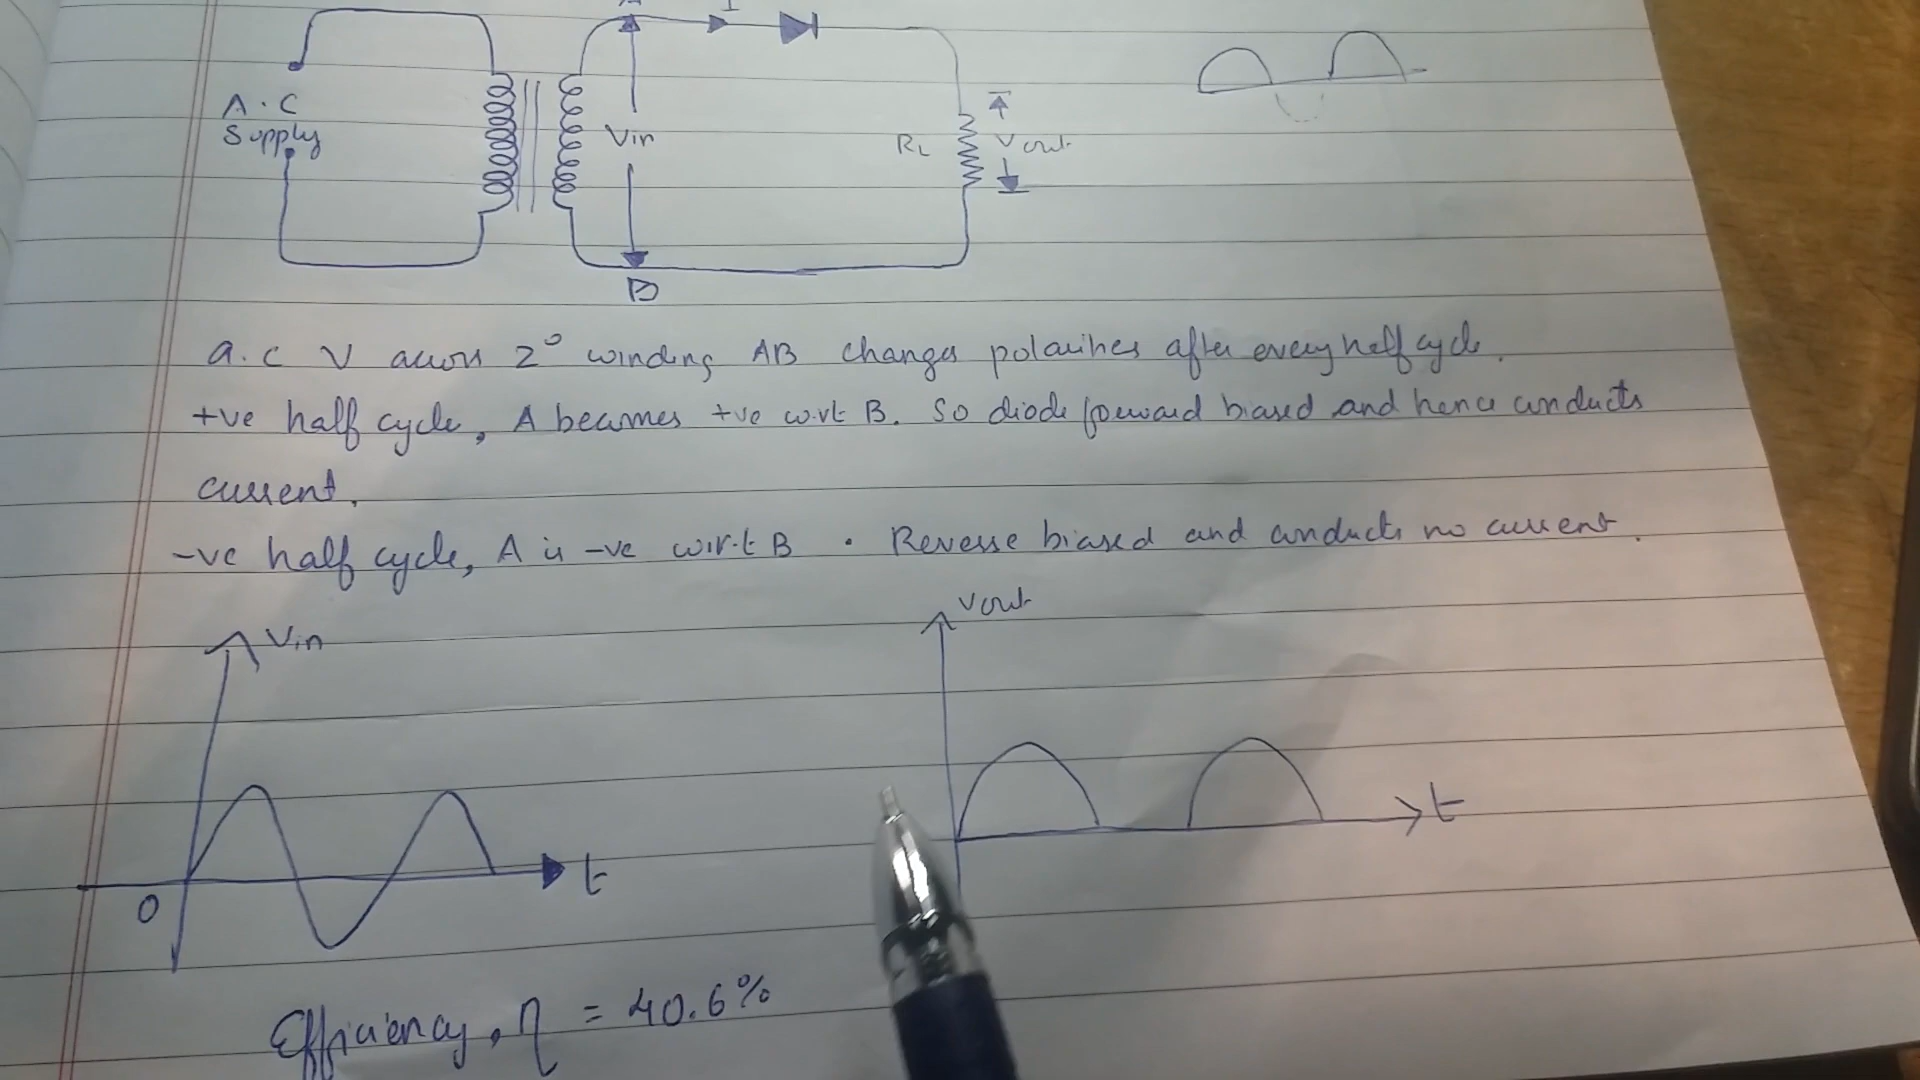 I
A.C
Supply
Vin
RL
Vout
B
a.c V across 2° winding AB changes polarities after every half cycle.
+ve half cycle, A becomes +ve w.r.t B. So diode forward biased and hence conducts
current.
-ve half cycle, A is -ve w.r.t B. Reverse biased and conducts no current.
Vin
Vout
t
t
0
Efficiency, η = 40.6%